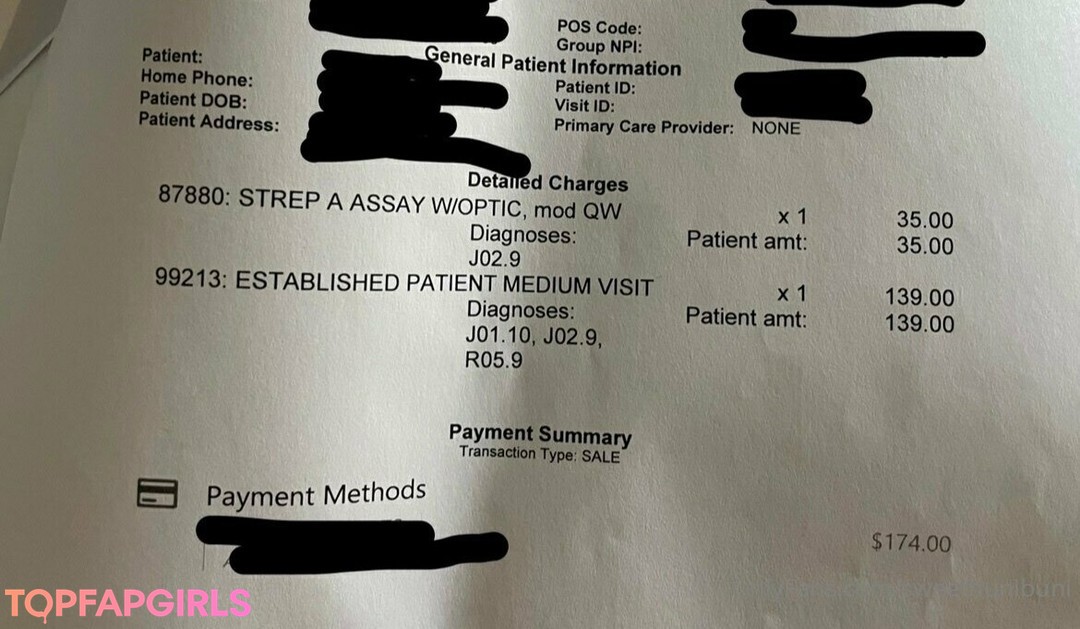 POS Code:
Group NPI:
General Patient Information
Patient:
Home Phone:
Patient DOB:
Patient Address:
Patient ID:
Visit ID:
Primary Care Provider: NONE
Detailed Charges
87880: STREP A ASSAY W/OPTIC, mod QW x 1 35.00
Diagnoses: Patient amt: 35.00
J02.9
99213: ESTABLISHED PATIENT MEDIUM VISIT x 1 139.00
Diagnoses: Patient amt: 139.00
J01.10, J02.9,
R05.9
Payment Summary
Transaction Type: SALE
Payment Methods
$174.00
TOPFAPGIRLS